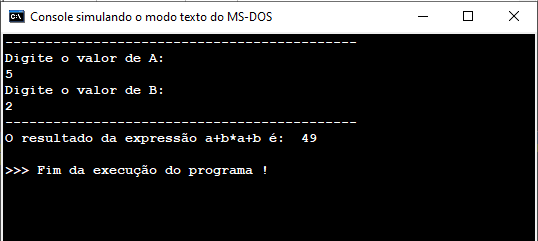 Console simulando o modo texto do MS-DOS
--------------------------------------------
Digite o valor de A:
5
Digite o valor de B:
2
--------------------------------------------
O resultado da expressão a+b*a+b é:  49
>>> Fim da execução do programa !